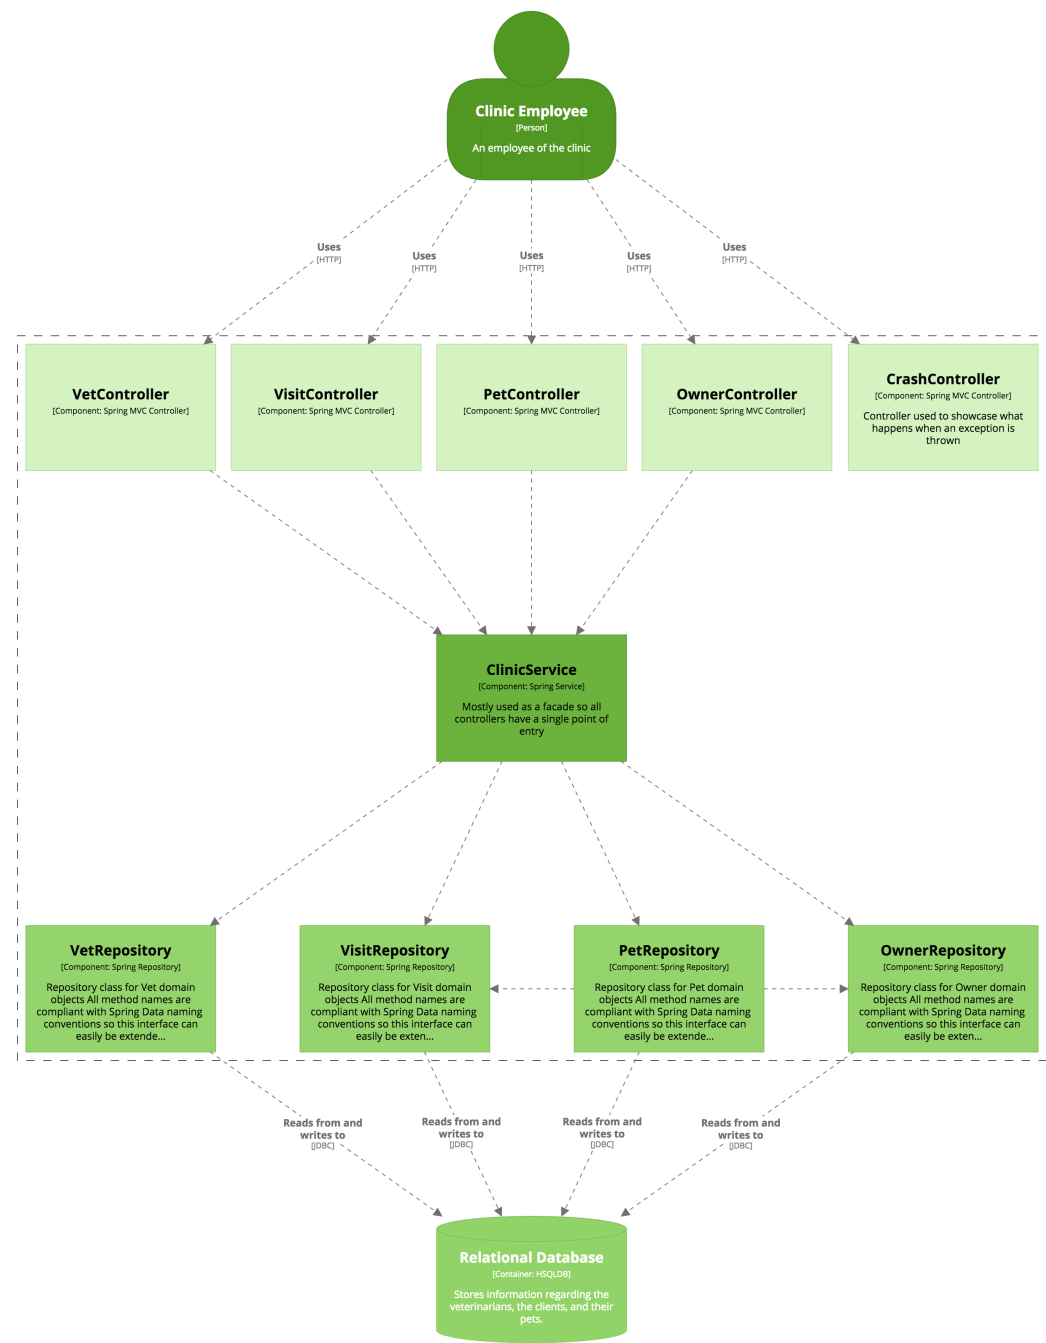 Clinic Employee
[Person]
An employee of the clinic
Uses
[HTTP]
Uses
[HTTP]
Uses
[HTTP]
Uses
[HTTP]
Uses
[HTTP]
VetController
[Component: Spring MVC Controller]
VisitController
[Component: Spring MVC Controller]
PetController
[Component: Spring MVC Controller]
OwnerController
[Component: Spring MVC Controller]
CrashController
[Component: Spring MVC Controller]
Controller used to showcase what
happens when an exception is
thrown
ClinicService
[Component: Spring Service]
Mostly used as a facade so all
controllers have a single point of
entry
VetRepository
[Component: Spring Repository]
Repository class for Vet domain
objects All method names are
compliant with Spring Data naming
conventions so this interface can
easily be extende...
VisitRepository
[Component: Spring Repository]
Repository class for Visit domain
objects All method names are
compliant with Spring Data naming
conventions so this interface can
easily be exten...
PetRepository
[Component: Spring Repository]
Repository class for Pet domain
objects All method names are
compliant with Spring Data naming
conventions so this interface can
easily be extende...
OwnerRepository
[Component: Spring Repository]
Repository class for Owner domain
objects All method names are
compliant with Spring Data naming
conventions so this interface can
easily be exten...
Reads from and
writes to
[JDBC]
Reads from and
writes to
[JDBC]
Reads from and
writes to
[JDBC]
Reads from and
writes to
[JDBC]
Relational Database
[Container: HSQLDB]
Stores information regarding the
veterinarians, the clients, and their
pets.